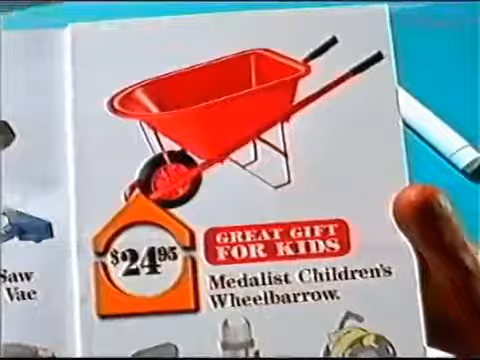 $24.95
GREAT GIFT
FOR KIDS
Medalist Children's
Wheelbarrow.
Saw
Vac